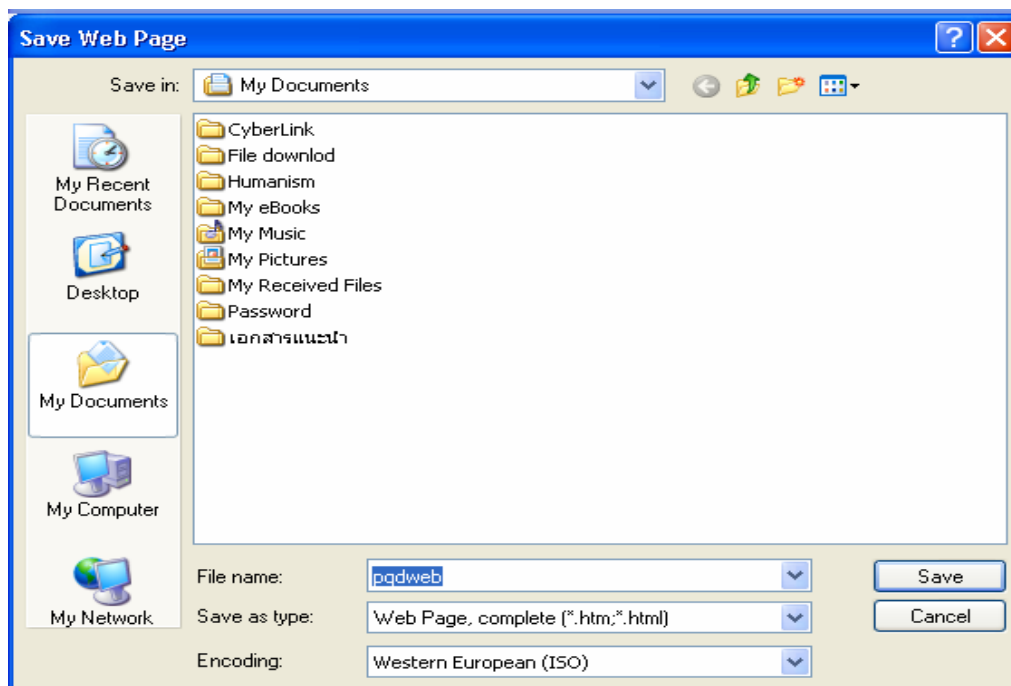 Save Web Page
Save in:
My Documents
My Recent
Documents
Desktop
My Documents
My Computer
My Network
CyberLink
File downlod
Humanism
My eBooks
My Music
My Pictures
My Received Files
Password
เอกสารแนะนำ
File name:
pqdweb
Save
Save as type:
Web Page, complete (*.htm;*.html)
Cancel
Encoding:
Western European (ISO)